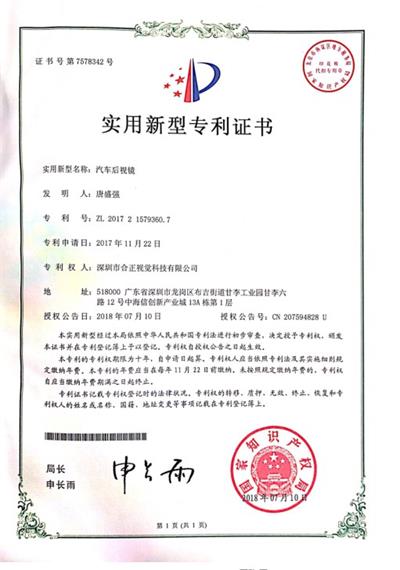 证书号第7578342号
实用新型专利证书
实用新型名称：汽车后视镜
发明人：唐盛强
专利号：ZL 2017 2 1579360.7
专利申请日：2017年11月22日
专利权人：深圳市合正视觉科技有限公司
地址：518000 广东省深圳市龙岗区布吉街道甘李工业园甘李六
路12号中海信创新产业城13A栋第1层
授权公告日：2018年07月10日 授权公告号：CN 207594828 U
本实用新型经过本局依照中华人民共和国专利法进行初步审查，决定授予专利权，颁发
本证书并在专利登记簿上予以登记。专利权自授权公告之日起生效。
本专利的专利权期限为十年，自申请日起算。专利权人应当依照专利法及其实施细则规
定缴纳年费。本专利的年费应当在每年11月22日前缴纳。未按照规定缴纳年费的，专利权
自应当缴纳年费期满之日起终止。
专利证书记载专利权登记时的法律状况。专利权的转移、质押、无效、终止、恢复和专利
权人的姓名或名称、国籍、地址变更等事项记载在专利登记簿上。
局长
申长雨
申长雨
国家知识产权局
2018年07月10日
第1页（共1页）